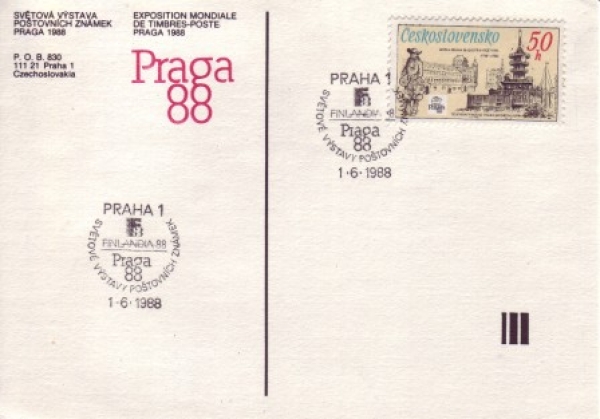 SVĚTOVÁ VÝSTAVA
POŠTOVNÍCH ZNÁMEK
PRAGA 1988
P. O. B. 830
111 21 Praha 1
Czechoslovakia
EXPOSITION MONDIALE
DE TIMBRES-POSTE
PRAGA 1988
Praga
88
Československo
50
h
PRAHA 1
FINLANDIA 88
Praga
88
SVĚTOVÉ VÝSTAVY POŠTOVNÍCH ZNÁMEK
1-6-1988
PRAHA 1
FINLANDIA 88
Praga
88
SVĚTOVÉ VÝSTAVY POŠTOVNÍCH ZNÁMEK
1-6-1988